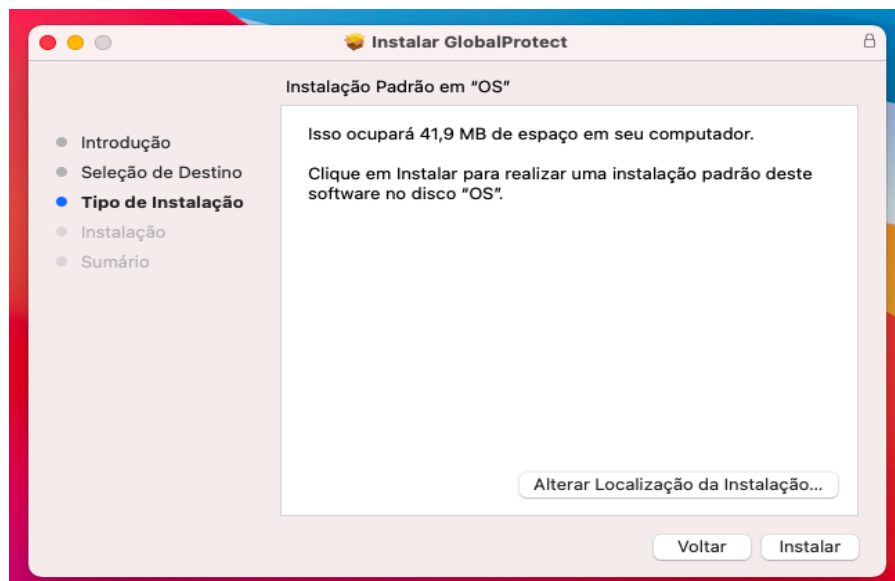 Instalar GlobalProtect
Instalação Padrão em “OS”
Introdução
Seleção de Destino
Tipo de Instalação
Instalação
Sumário
Isso ocupará 41,9 MB de espaço em seu computador.
Clique em Instalar para realizar uma instalação padrão deste
software no disco “OS”.
Alterar Localização da Instalação...
Voltar
Instalar